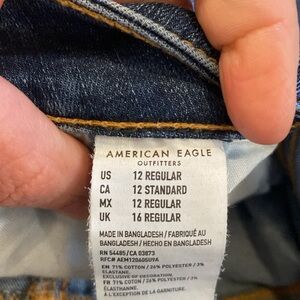 AMERICAN EAGLE
OUTFITTERS
US 12 REGULAR
CA 12 STANDARD
MX 12 REGULAR
UK 16 REGULAR
MADE IN BANGLADESH / FABRIQUÉ AU
BANGLADESH / HECHO EN BANGLADESH
RN 54485/CA 03873
RFC# AEM120605UYA
EN 71% COTTON / 26% POLYESTER / 3%
ELASTANE.
EXCLUSIVE OF DECORATION.
FR 71% COTON / 26% POLYESTER / 3%
ÉLASTHANNE.
À L'EXCEPTION DE LA GARNITURE.